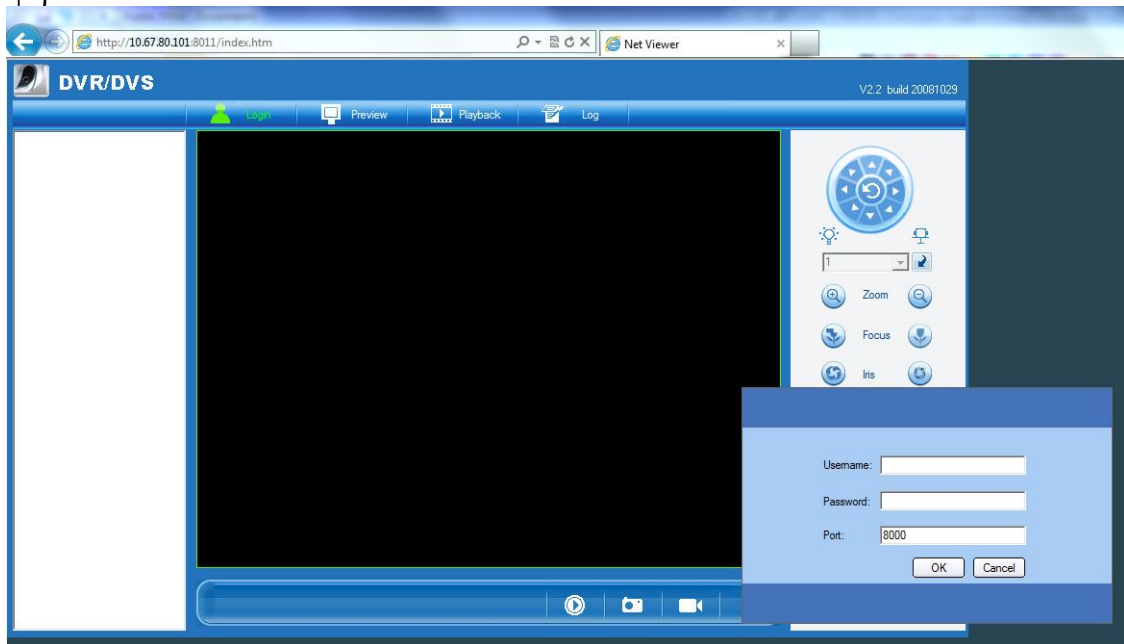 http://10.67.80.101:8011/index.htm
Net Viewer
DVR/DVS
V2.2 build 20081029
Login
Preview
Playback
Log
1
Zoom
Focus
Iris
Username:
Password:
Port: 8000
OK Cancel